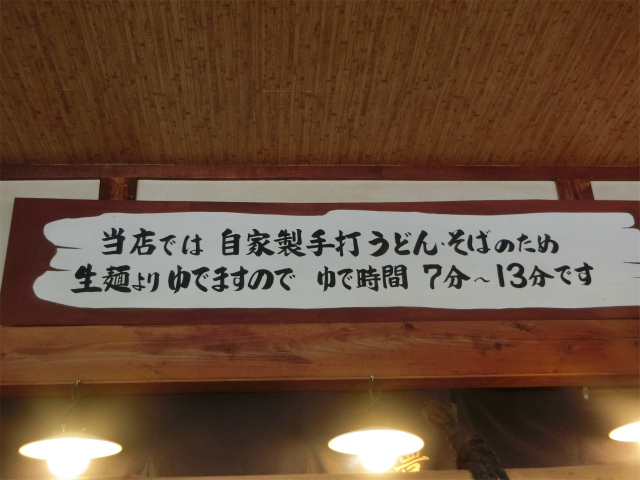 当店では 自家製手打うどん・そばのため
生麺よりゆでますので ゆで時間 7分～13分です